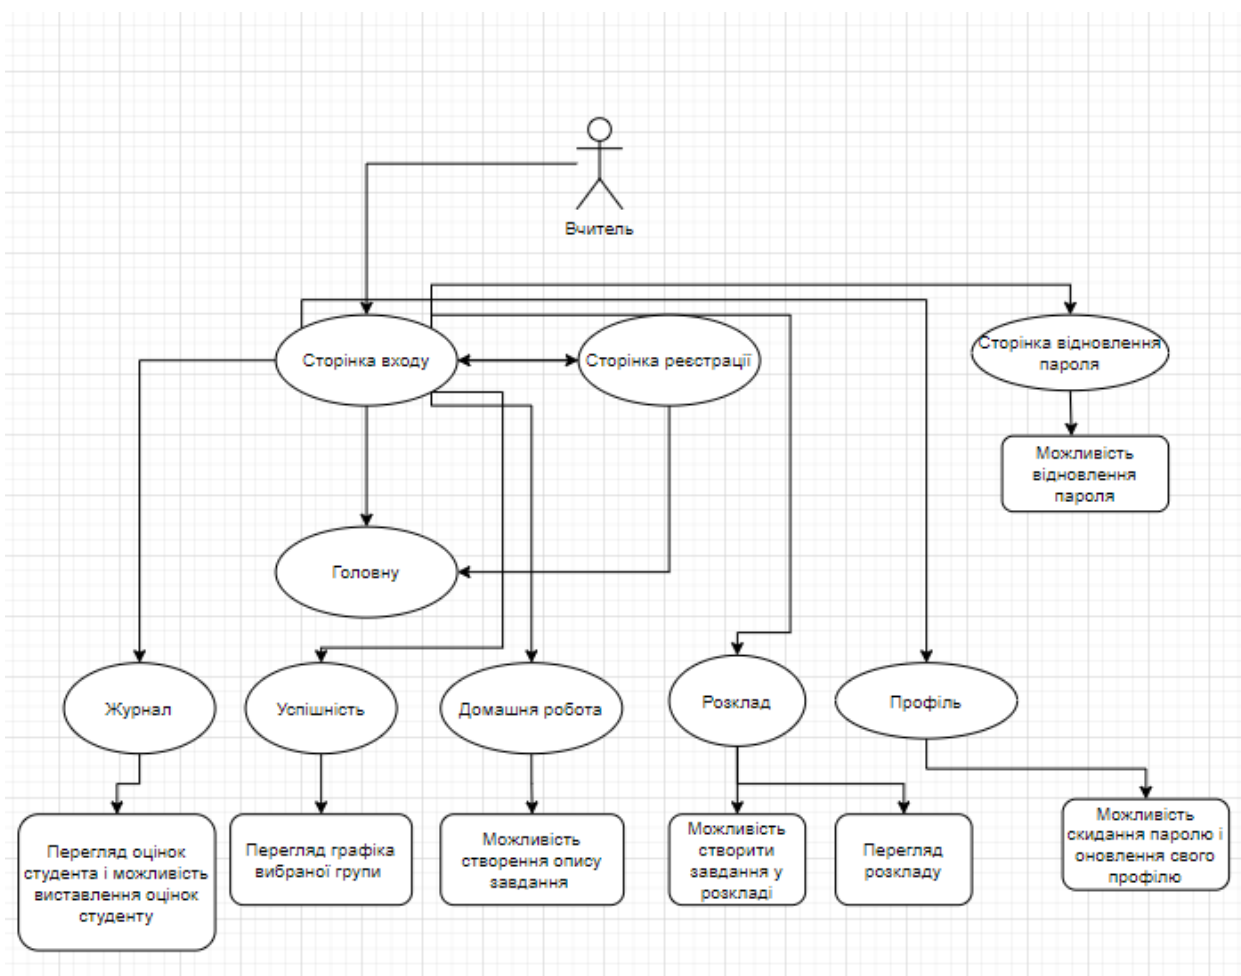 Вчитель
Сторінка входу
Сторінка реєстрації
Сторінка відновлення
пароля
Можливість
відновлення
пароля
Головну
Журнал
Успішність
Домашня робота
Розклад
Профіль
Перегляд оцінок
студента і можливість
виставлення оцінок
студенту
Перегляд графіка
вибраної групи
Можливість
створення опису
завдання
Можливість
створити
завдання у
розкладі
Перегляд
розкладу
Можливість
скидання паролю і
оновлення свого
профілю